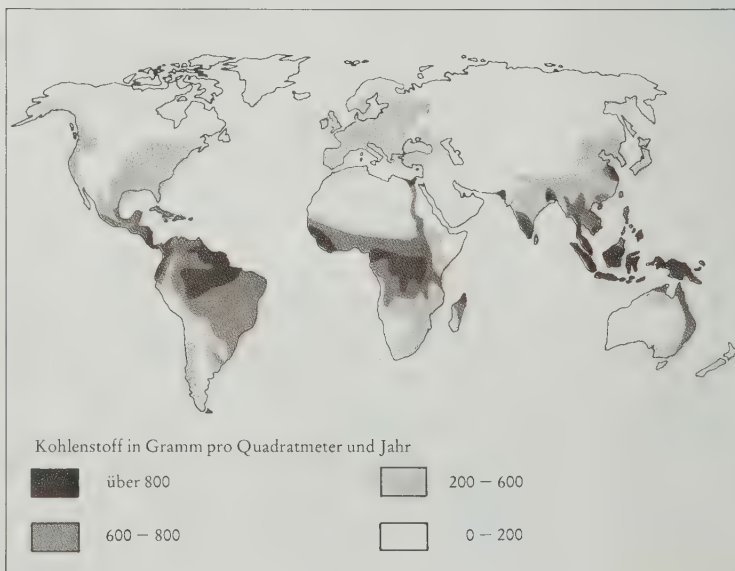 Kohlenstoff in Gramm pro Quadratmeter und Jahr
über 800
200 – 600
600 – 800
0 – 200